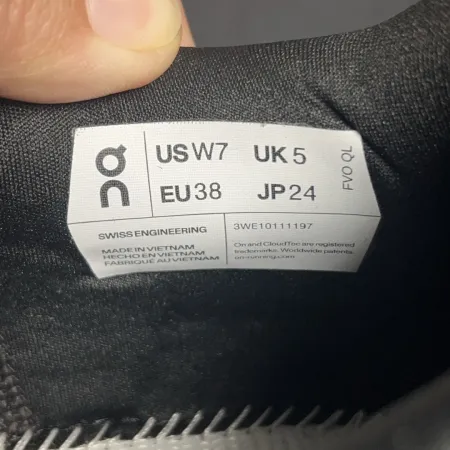 US W7 UK 5
EU 38 JP 24
FVO QL
SWISS ENGINEERING
MADE IN VIETNAM
HECHO EN VIETNAM
FABRIQUÉ AU VIETNAM
3WE10111197
On and CloudTec are registered
trademarks. Worldwide patents.
on-running.com